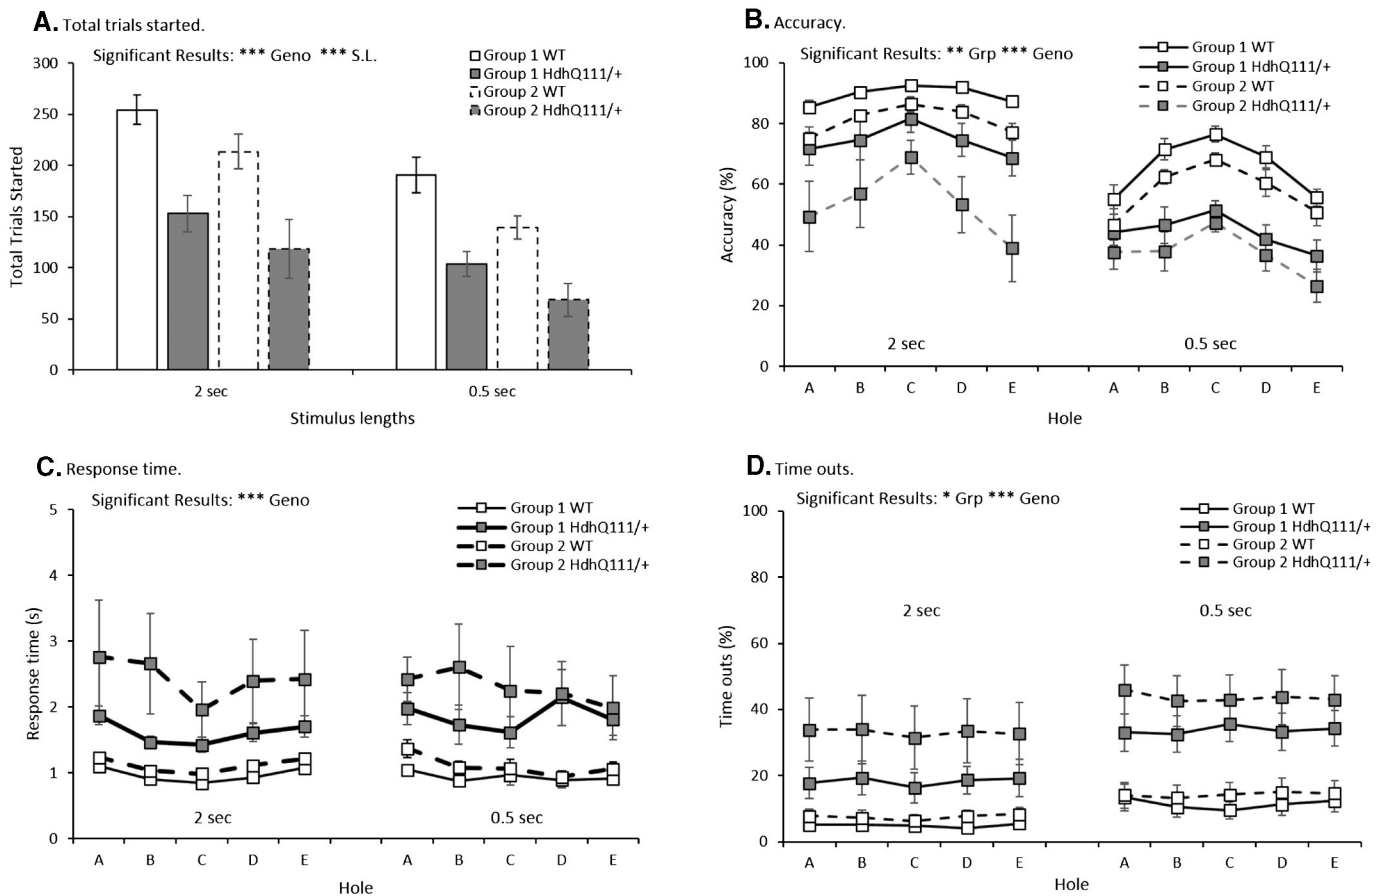 A. Total trials started.
Significant Results: *** Geno *** S.L.
Group 1 WT
Group 1 HdhQ111/+
Group 2 WT
Group 2 HdhQ111/+
Total Trials Started
300
250
200
150
100
50
0
2 sec
0.5 sec
Stimulus lengths
B. Accuracy.
Significant Results: ** Grp *** Geno
Group 1 WT
Group 1 HdhQ111/+
Group 2 WT
Group 2 HdhQ111/+
Accuracy (%)
100
80
60
40
20
0
2 sec
0.5 sec
A B C D E A B C D E
Hole
C. Response time.
Significant Results: *** Geno
Group 1 WT
Group 1 HdhQ111/+
Group 2 WT
Group 2 HdhQ111/+
Response time (s)
5
4
3
2
1
0
2 sec
0.5 sec
A B C D E A B C D E
Hole
D. Time outs.
Significant Results: * Grp *** Geno
Group 1 WT
Group 1 HdhQ111/+
Group 2 WT
Group 2 HdhQ111/+
Time outs (%)
100
80
60
40
20
0
2 sec
0.5 sec
A B C D E A B C D E
Hole